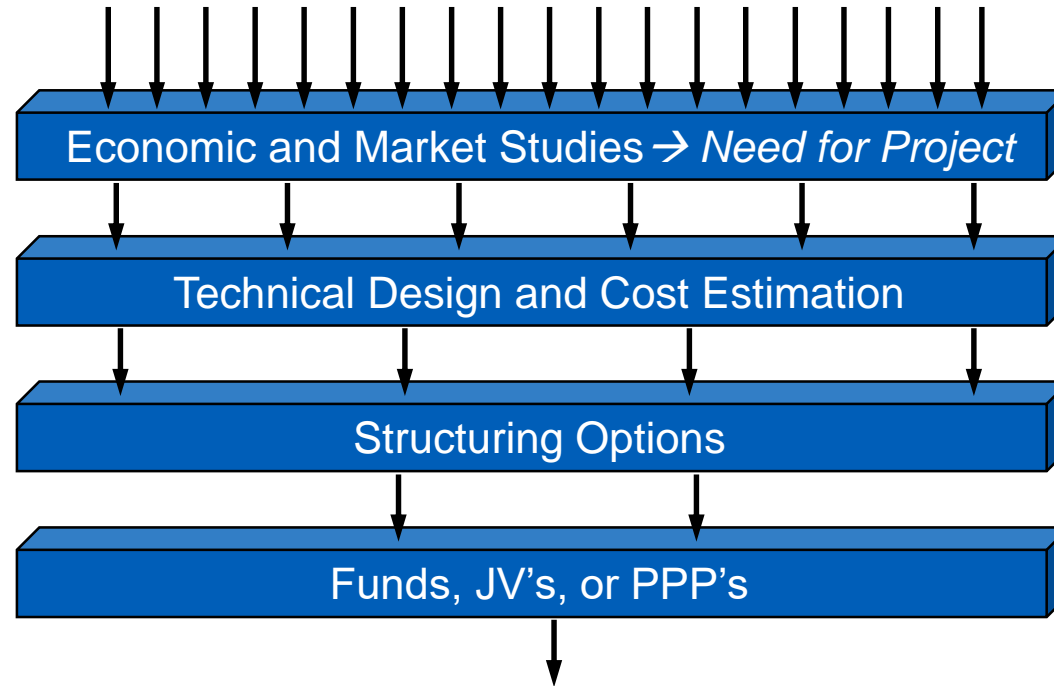 Economic and Market Studies → Need for Project
Technical Design and Cost Estimation
Structuring Options
Funds, JV’s, or PPP’s